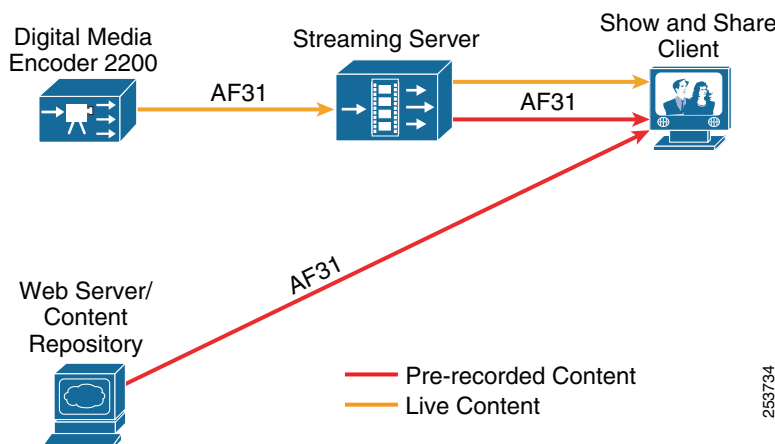 Digital Media
Encoder 2200
Streaming Server
Show and Share
Client
AF31
AF31
AF31
Web Server/
Content
Repository
Pre-recorded Content
Live Content
253734